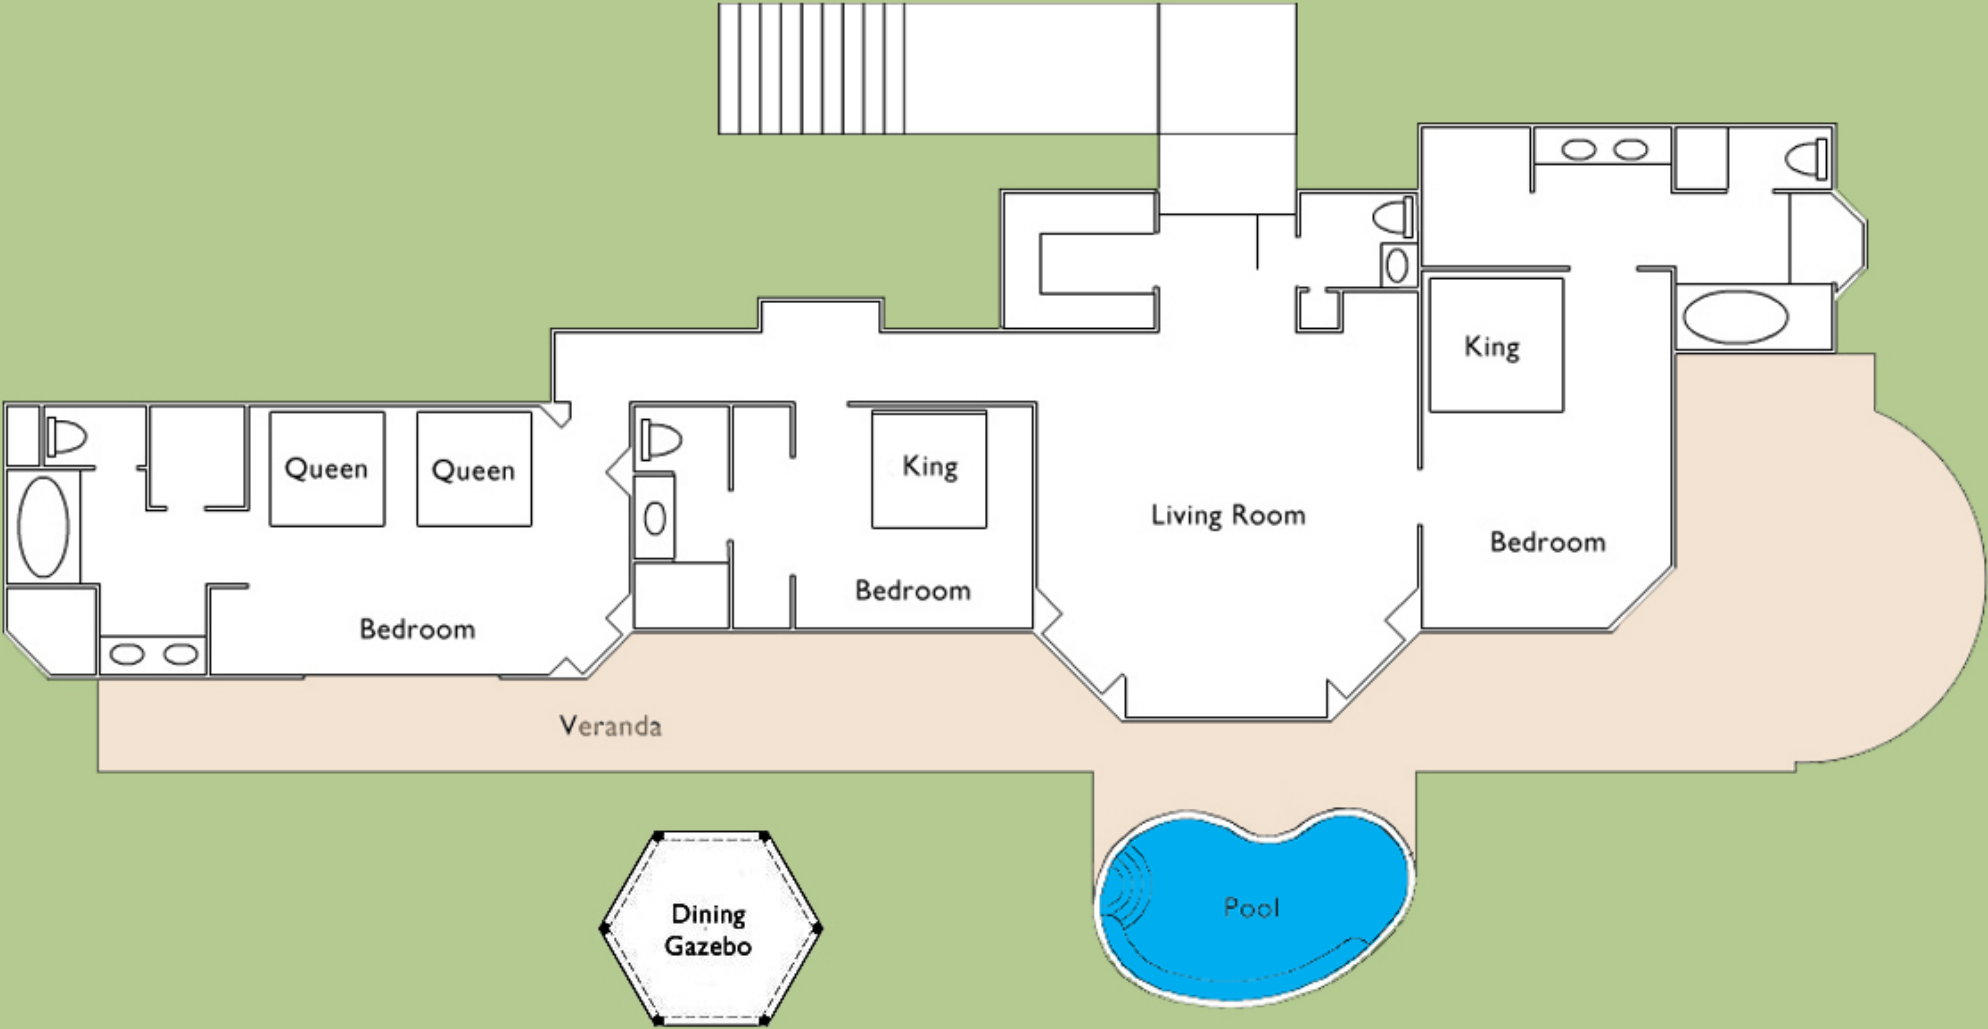 King
Queen
Queen
King
Living Room
Bedroom
Bedroom
Bedroom
Veranda
Dining
Gazebo
Pool